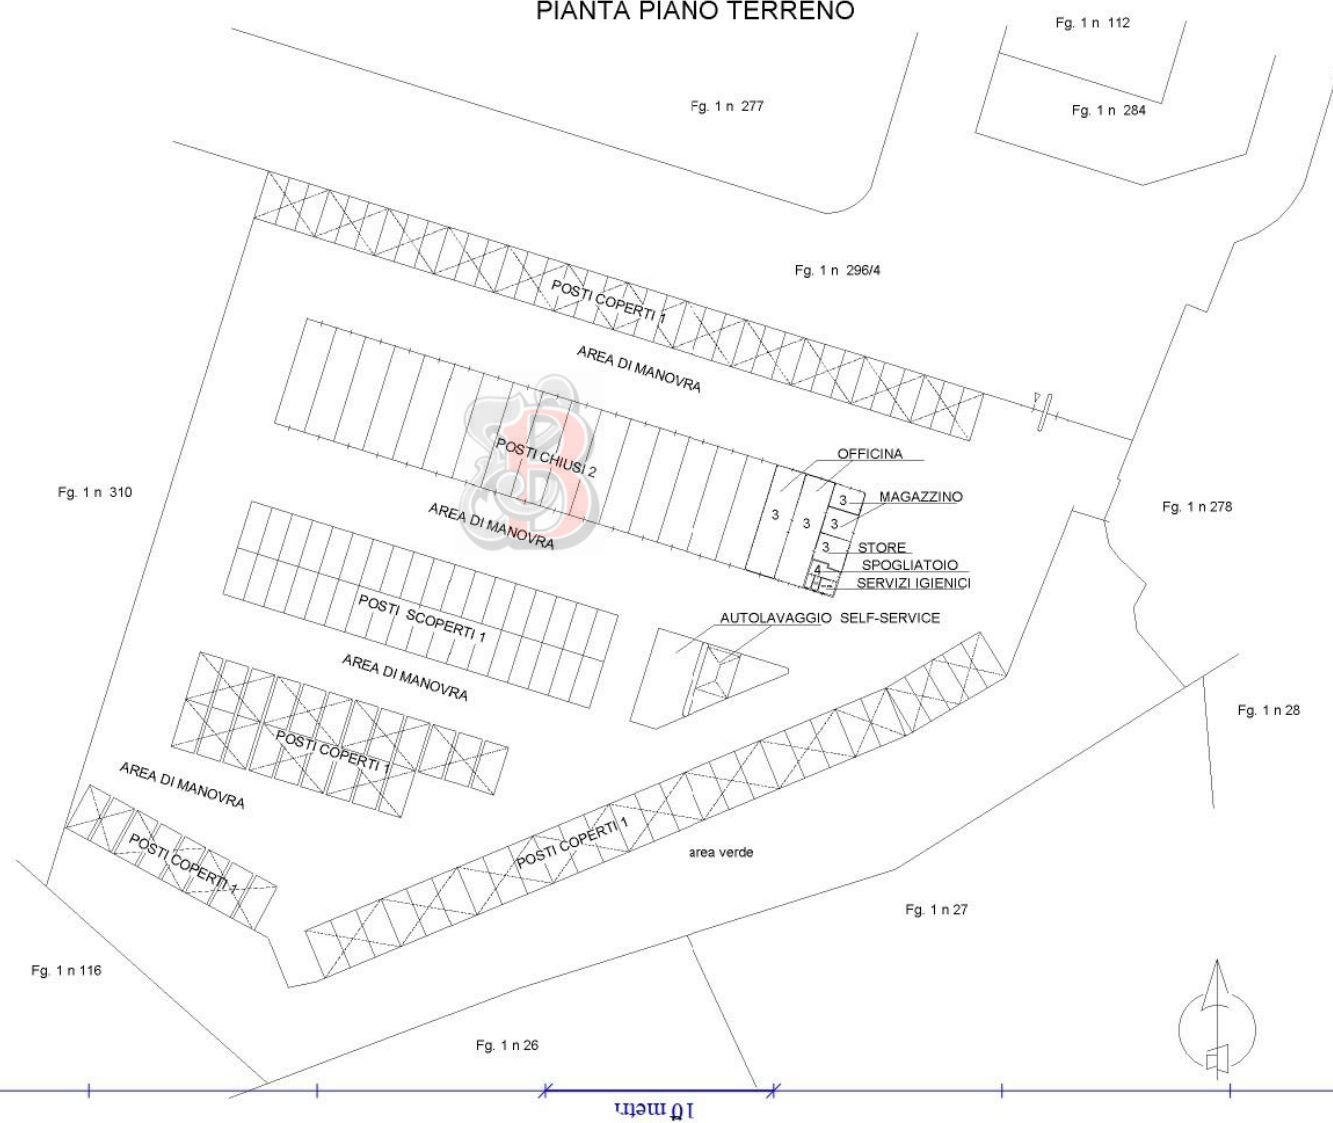 PIANTA PIANO TERRENO
Fg. 1 n 112
Fg. 1 n 277
Fg. 1 n 284
Fg. 1 n 296/4
POSTI COPERTI 1
AREA DI MANOVRA
OFFICINA
POSTI CHIUSI 2
Fg. 1 n 310
3
MAGAZZINO
Fg. 1 n 278
3
3
3
AREA DI MANOVRA
3
STORE
4
SPOGLIATOIO
SERVIZI IGIENICI
POSTI SCOPERTI 1
AUTOLAVAGGIO SELF-SERVICE
AREA DI MANOVRA
Fg. 1 n 28
POSTI COPERTI 1
AREA DI MANOVRA
POSTI COPERTI 1
POSTI COPERTI 1
area verde
Fg. 1 n 27
Fg. 1 n 116
Fg. 1 n 26
10 metri